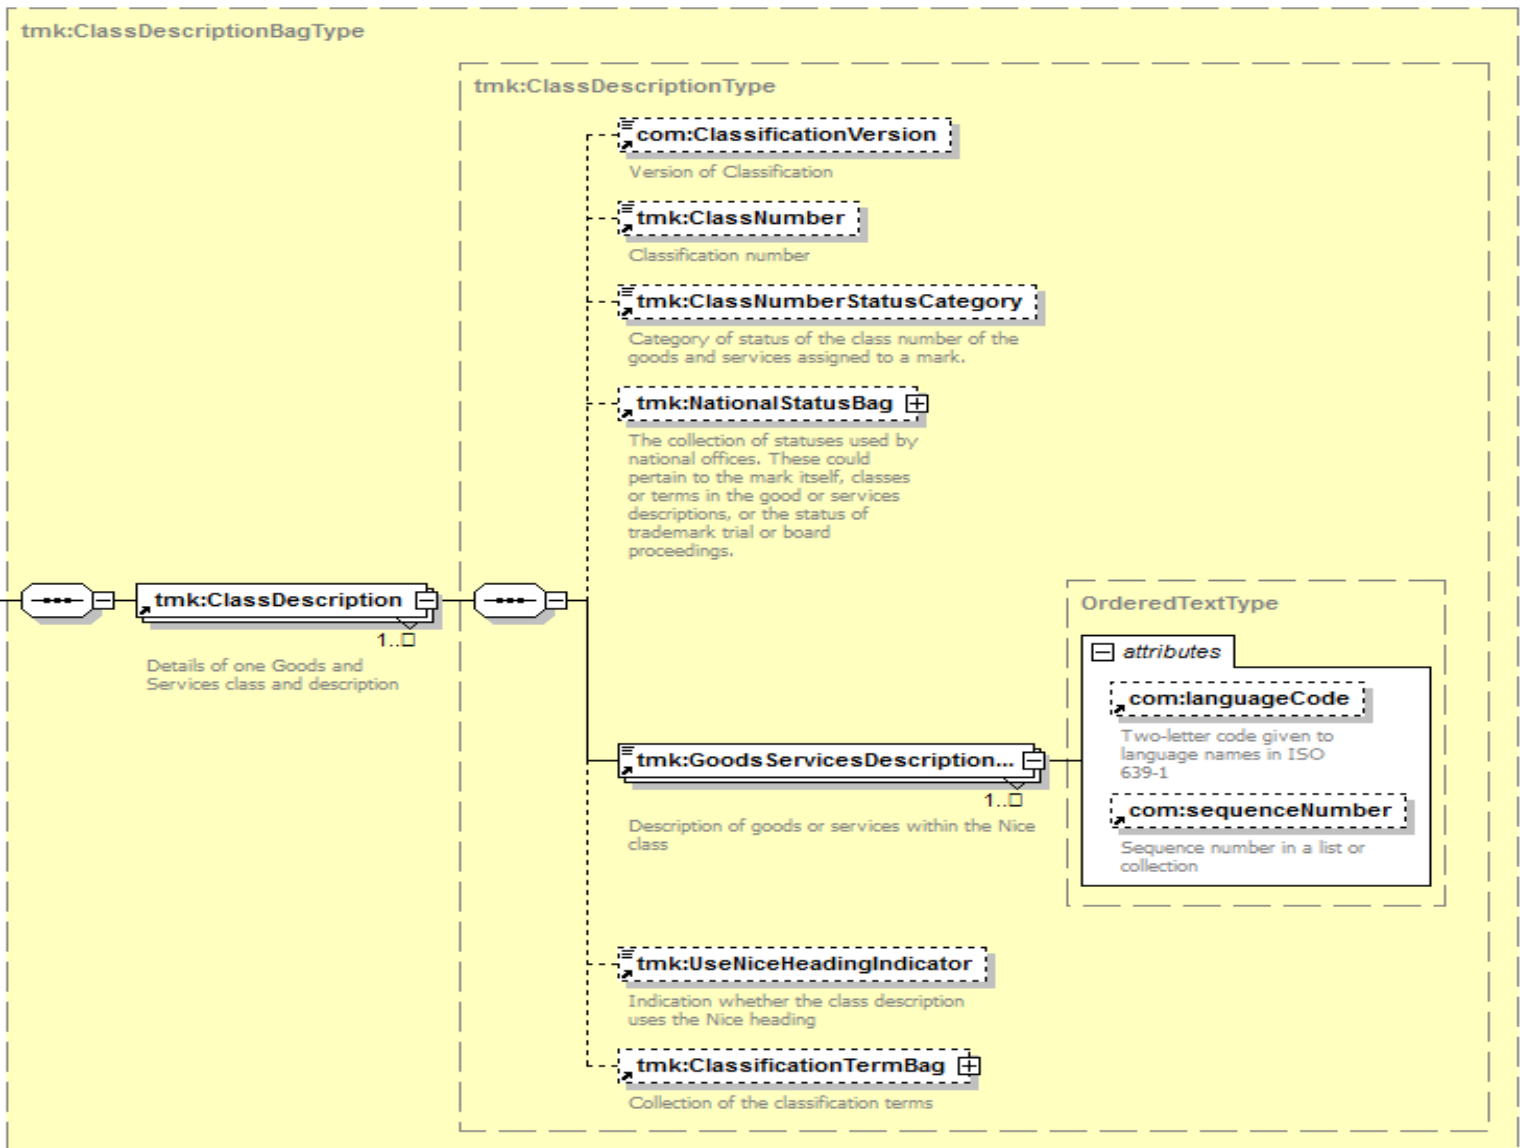 tmk:ClassDescriptionBagType
tmk:ClassDescriptionType
com:ClassificationVersion
Version of Classification
tmk:ClassNumber
Classification number
tmk:ClassNumberStatusCategory
Category of status of the class number of the
goods and services assigned to a mark.
tmk:NationalStatusBag
The collection of statuses used by
national offices. These could
pertain to the mark itself, classes
or terms in the good or services
descriptions, or the status of
trademark trial or board
proceedings.
tmk:ClassDescription
1..□
Details of one Goods and
Services class and description
OrderedTextType
attributes
com:languageCode
Two-letter code given to
language names in ISO
639-1
tmk:GoodsServicesDescription...
1..□
Description of goods or services within the Nice
class
com:sequenceNumber
Sequence number in a list or
collection
tmk:UseNiceHeadingIndicator
Indication whether the class description
uses the Nice heading
tmk:ClassificationTermBag
Collection of the classification terms